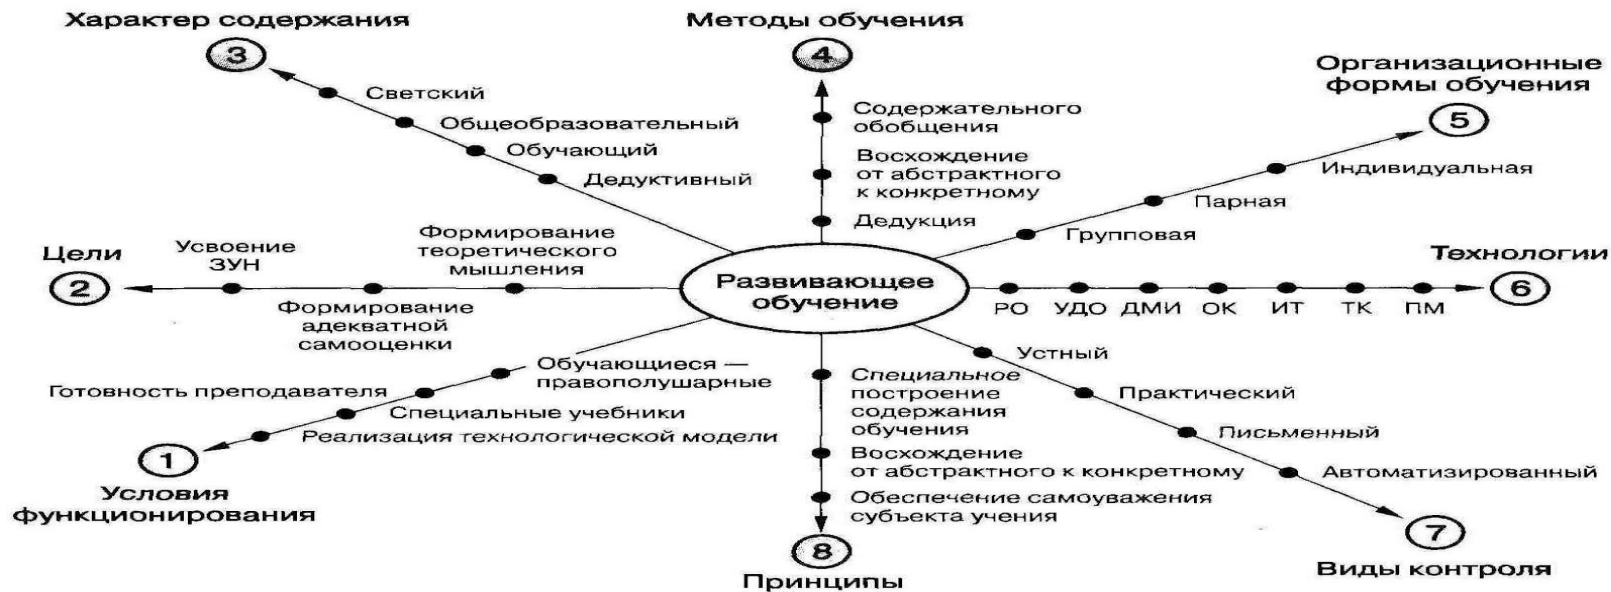 Характер содержания
3
Светский
Общеобразовательный
Обучающий
Дедуктивный
Методы обучения
4
Содержательного
обобщения
Восхождение
от абстрактного
к конкретному
Дедукция
Организационные
формы обучения
5
Индивидуальная
Парная
Групповая
Цели
2
Усвоение
ЗУН
Формирование
адекватной
самооценки
Формирование
теоретического
мышления
Развивающее
обучение
Технологии
6
РО УДО ДМИ ОК ИТ ТК ПМ
Обучающиеся —
правополушарные
Готовность преподавателя
Специальные учебники
Реализация технологической модели
1
Условия
функционирования
Специальное
построение
содержания
обучения
Восхождение
от абстрактного к конкретному
Обеспечение самоуважения
субъекта учения
8
Принципы
Устный
Практический
Письменный
Автоматизированный
7
Виды контроля